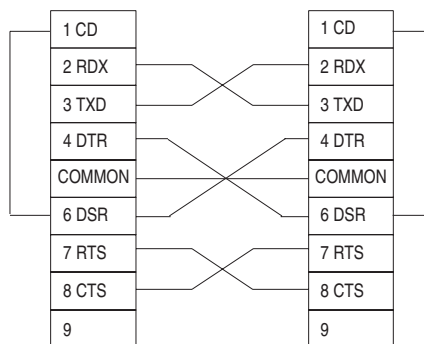 1 CD
2 RDX
3 TXD
4 DTR
COMMON
6 DSR
7 RTS
8 CTS
9
1 CD
2 RDX
3 TXD
4 DTR
COMMON
6 DSR
7 RTS
8 CTS
9